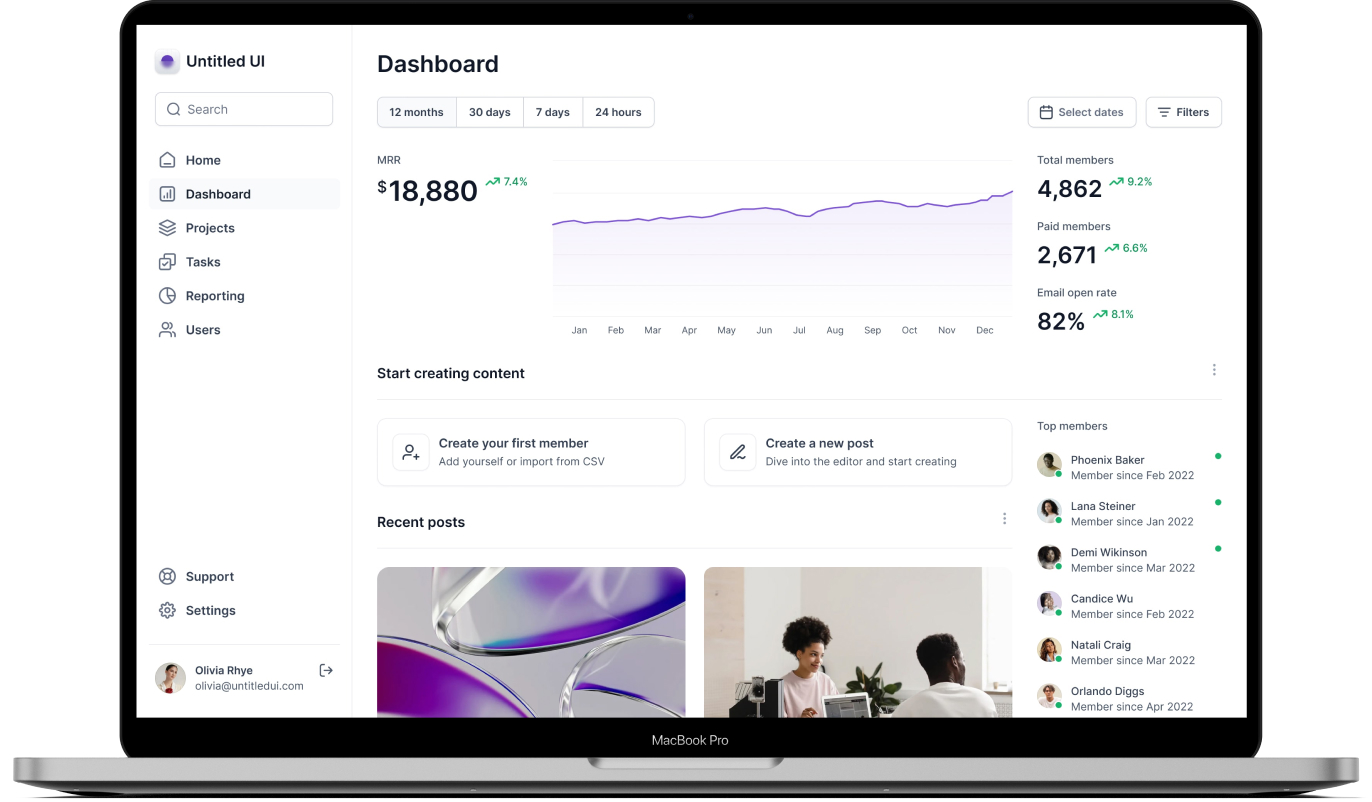 Untitled UI
Search
Home
Dashboard
Projects
Tasks
Reporting
Users
Support
Settings
Olivia Rhye
olivia@untitledui.com
Dashboard
12 months
30 days
7 days
24 hours
Select dates
Filters
MRR
$18,880
7.4%
Jan Feb Mar Apr May Jun Jul Aug Sep Oct Nov Dec
Total members
4,862
9.2%
Paid members
2,671
6.6%
Email open rate
82%
8.1%
Start creating content
Create your first member
Add yourself or import from CSV
Create a new post
Dive into the editor and start creating
Recent posts
Top members
Phoenix Baker
Member since Feb 2022
Lana Steiner
Member since Jan 2022
Demi Wikinson
Member since Mar 2022
Candice Wu
Member since Feb 2022
Natali Craig
Member since Mar 2022
Orlando Diggs
Member since Apr 2022
MacBook Pro